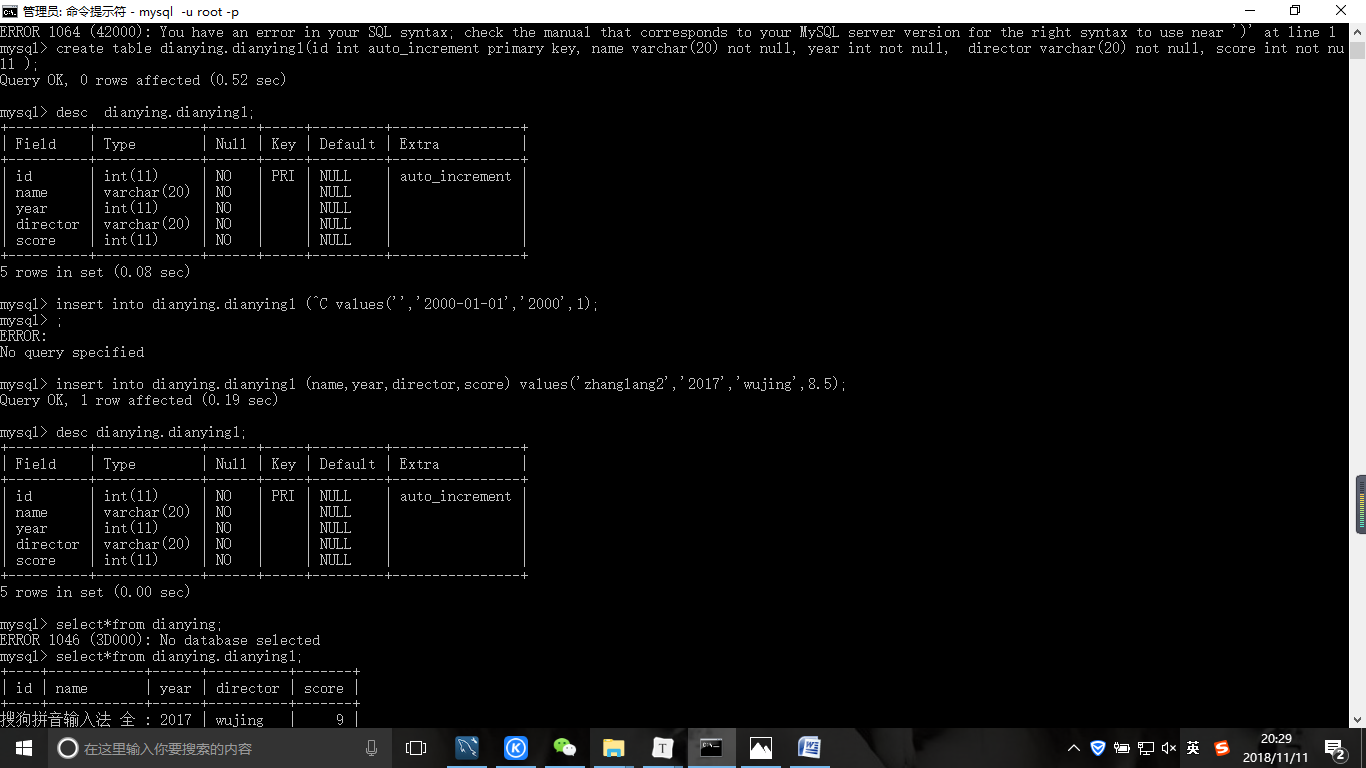 管理员: 命令提示符 - mysql  -u root -p
ERROR 1064 (42000): You have an error in your SQL syntax; check the manual that corresponds to your MySQL server version for the right syntax to use near ')' at line 1
mysql> create table dianying.dianying1(id int auto_increment primary key, name varchar(20) not null, year int not null,  director varchar(20) not null, score int not nu
ll );
Query OK, 0 rows affected (0.52 sec)
mysql> desc  dianying.dianying1;
+----------+-------------+------+-----+---------+----------------+
| Field    | Type        | Null | Key | Default | Extra          |
+----------+-------------+------+-----+---------+----------------+
| id       | int(11)     | NO   | PRI | NULL    | auto_increment |
| name     | varchar(20) | NO   |     | NULL    |                |
| year     | int(11)     | NO   |     | NULL    |                |
| director | varchar(20) | NO   |     | NULL    |                |
| score    | int(11)     | NO   |     | NULL    |                |
+----------+-------------+------+-----+---------+----------------+
5 rows in set (0.08 sec)
mysql> insert into dianying.dianying1 (^C values('','2000-01-01','2000',1);
mysql> ;
ERROR:
No query specified
mysql> insert into dianying.dianying1 (name,year,director,score) values('zhanglang2','2017','wujing',8.5);
Query OK, 1 row affected (0.19 sec)
mysql> desc dianying.dianying1;
+----------+-------------+------+-----+---------+----------------+
| Field    | Type        | Null | Key | Default | Extra          |
+----------+-------------+------+-----+---------+----------------+
| id       | int(11)     | NO   | PRI | NULL    | auto_increment |
| name     | varchar(20) | NO   |     | NULL    |                |
| year     | int(11)     | NO   |     | NULL    |                |
| director | varchar(20) | NO   |     | NULL    |                |
| score    | int(11)     | NO   |     | NULL    |                |
+----------+-------------+------+-----+---------+----------------+
5 rows in set (0.00 sec)
mysql> select*from dianying;
ERROR 1046 (3D000): No database selected
mysql> select*from dianying.dianying1;
+----+------------+------+----------+-------+
| id | name       | year | director | score |
+----+------------+------+----------+-------+
搜狗拼音输入法 全 : 2017 | wujing   |     9 |
在这里输入你要搜索的内容
英
20:29
2018/11/11
2